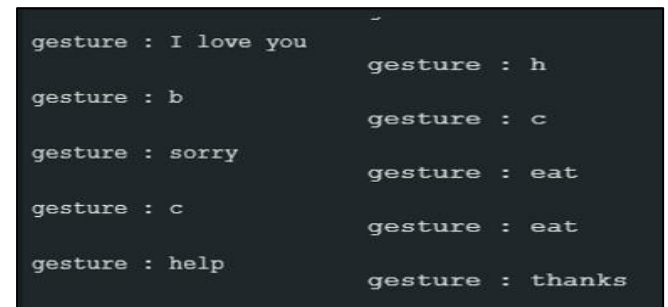 gesture : I love you
gesture : b
gesture : sorry
gesture : c
gesture : help
gesture : h
gesture : c
gesture : eat
gesture : eat
gesture : thanks